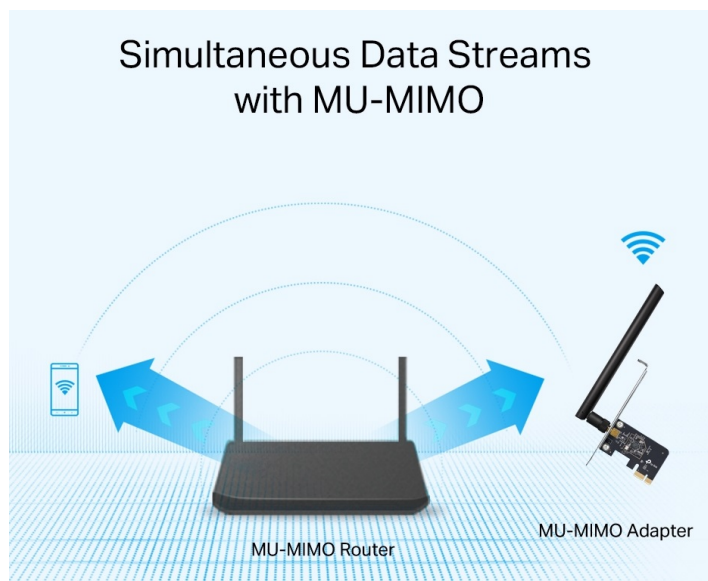 Simultaneous Data Streams
with MU-MIMO
MU-MIMO Adapter
MU-MIMO Router